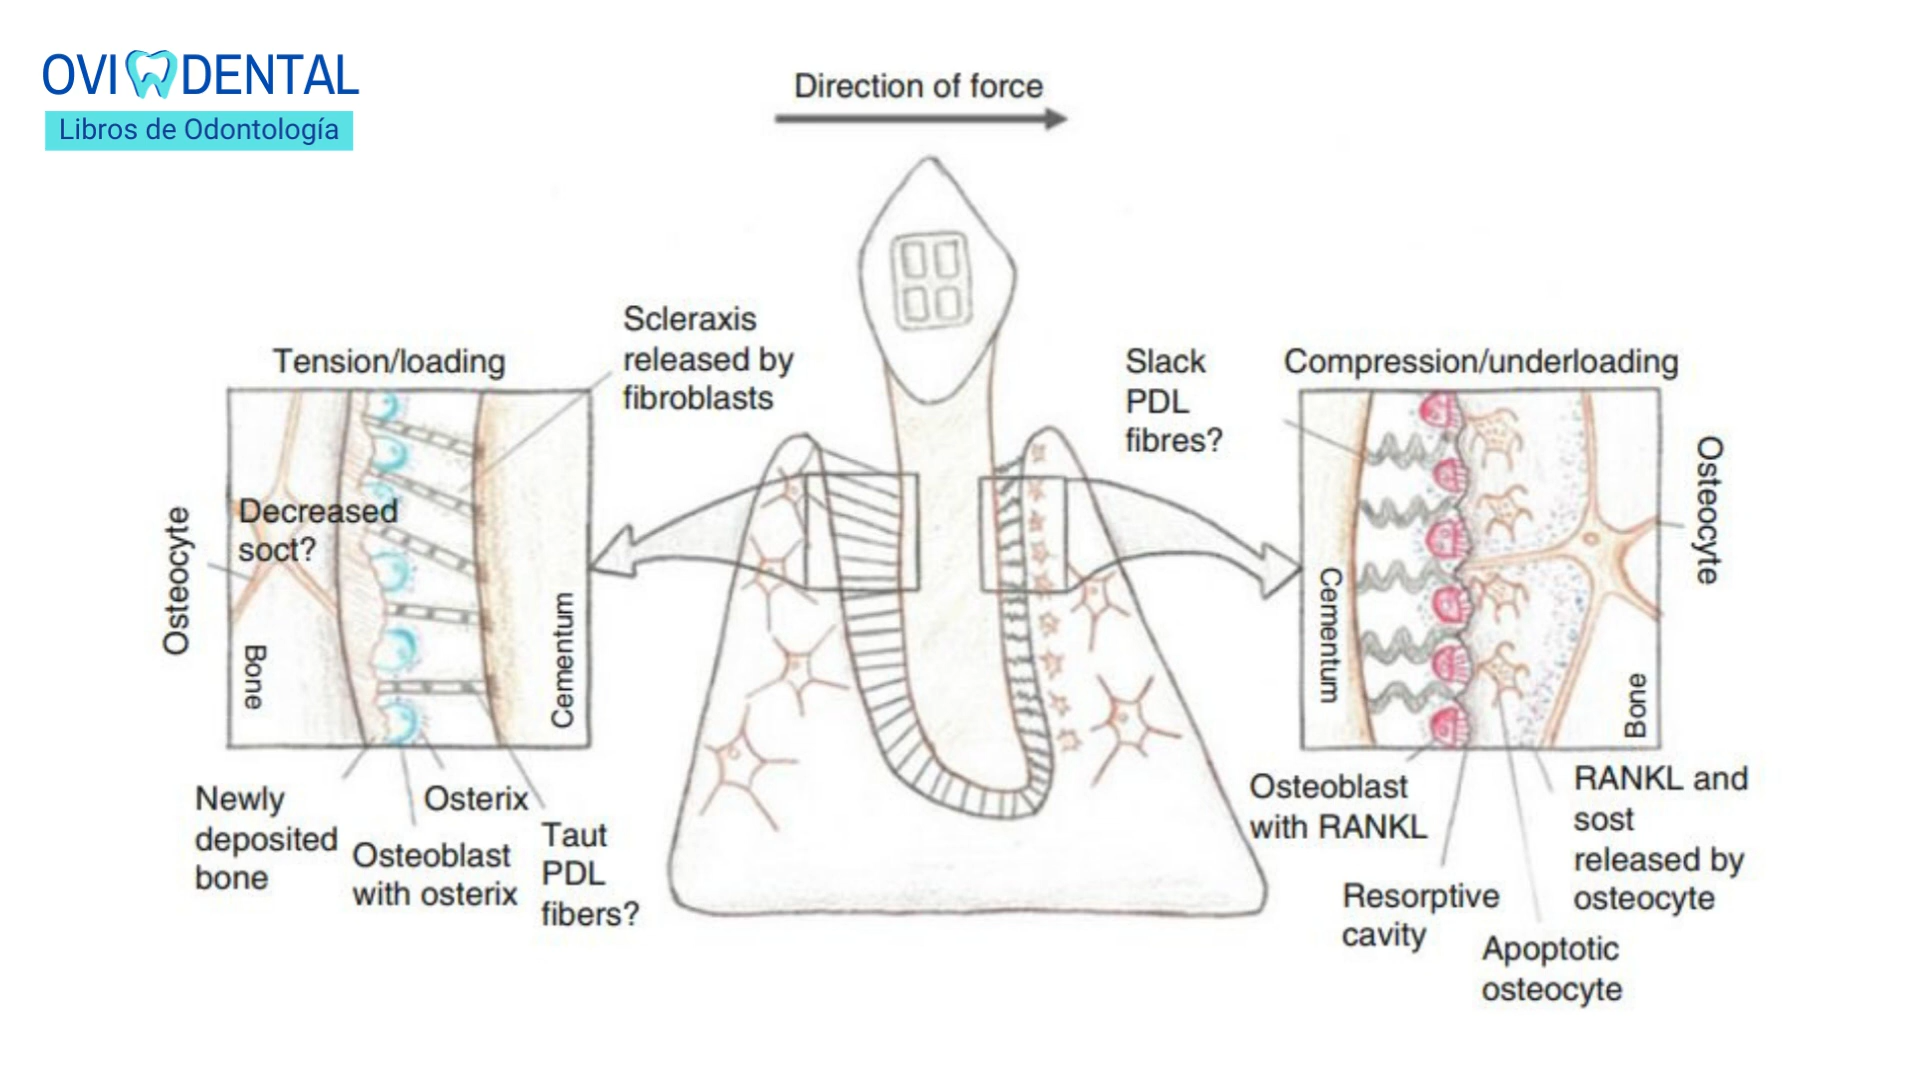 OVI DENTAL
Libros de Odontología
Direction of force
Scleraxis
released by
fibroblasts
Tension/loading
Slack
PDL
fibres?
Compression/underloading
Osteocyte
Decreased
soct?
Bone
Cementum
Cementum
Bone
Osteocyte
Newly
deposited
bone
Osterix
Osteoblast
with osterix
Taut
PDL
fibers?
Osteoblast
with RANKL
Resorptive
cavity
Apoptotic
osteocyte
RANKL and
sost
released by
osteocyte